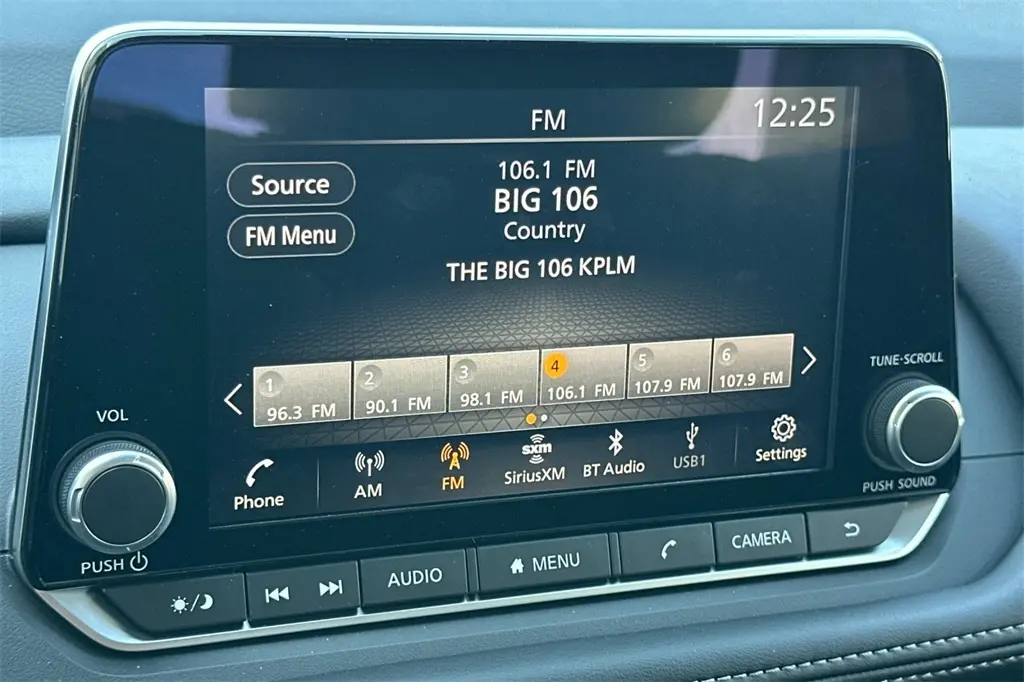 FM
12:25
Source
FM Menu
106.1 FM
BIG 106
Country
THE BIG 106 KPLM
1
96.3 FM
2
90.1 FM
3
98.1 FM
4
106.1 FM
5
107.9 FM
6
107.9 FM
Phone
AM
FM
sxm
SiriusXM
BT Audio
USB1
Settings
VOL
PUSH
TUNE·SCROLL
PUSH SOUND
AUDIO
MENU
CAMERA